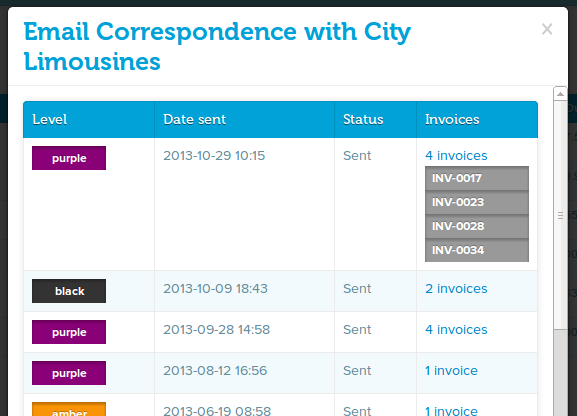 Email Correspondence with City
Limousines
×
Level Date sent Status Invoices
purple 2013-10-29 10:15 Sent 4 invoices
INV-0017
INV-0023
INV-0028
INV-0034
black 2013-10-09 18:43 Sent 2 invoices
purple 2013-09-28 14:58 Sent 4 invoices
purple 2013-08-12 16:56 Sent 1 invoice
amber 2013-06-19 08:58 Sent 1 invoice